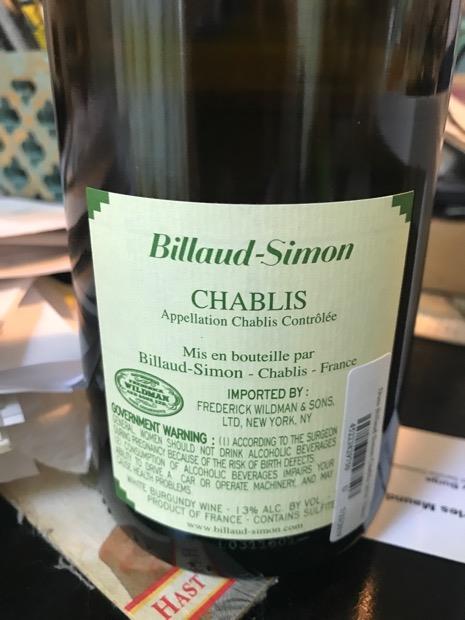 Billaud-Simon
CHABLIS
Appellation Chablis Contrôlée
Mis en bouteille par
Billaud-Simon - Chablis - France
FREDERICK
WILDMAN
IMPORTED BY :
FREDERICK WILDMAN & SONS,
LTD, NEW YORK, NY
GOVERNMENT WARNING : (1) ACCORDING TO THE SURGEON
GENERAL WOMEN SHOULD NOT DRINK ALCOHOLIC BEVERAGES
DURING PREGNANCY BECAUSE OF THE RISK OF BIRTH DEFECTS
CONSUMPTION OF ALCOHOLIC BEVERAGES IMPAIRS YOUR
ABILITY TO DRIVE A CAR OR OPERATE MACHINERY, AND MAY
CAUSE HEALTH PROBLEMS
WHITE BURGUNDY WINE - 13% ALC. BY VOL.
PRODUCT OF FRANCE - CONTAINS SULFITE
www.billaud-simon.com
HAST